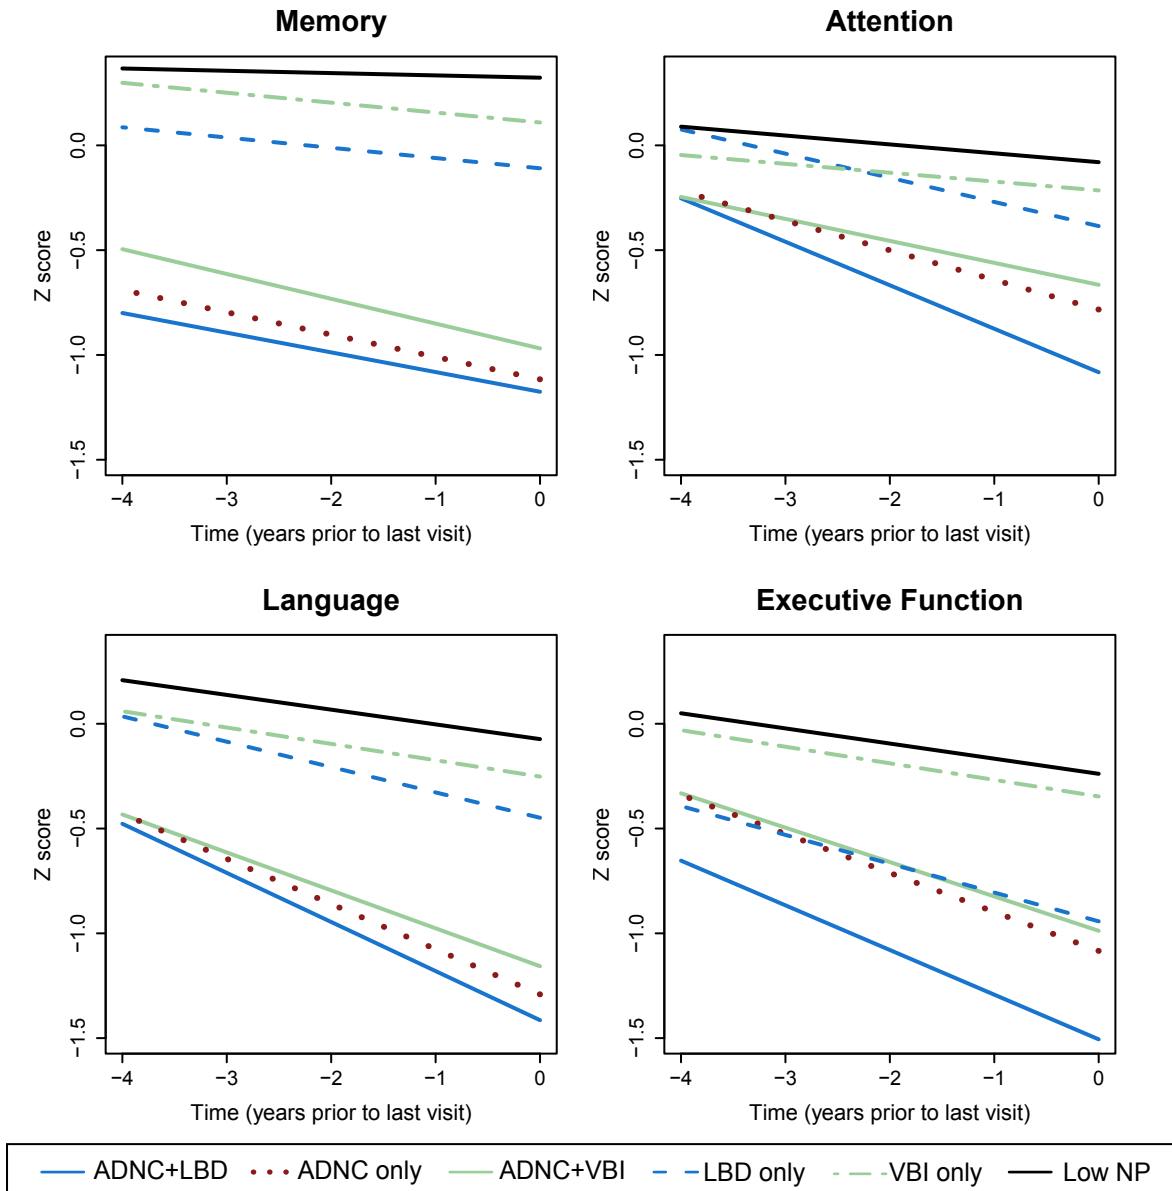 Memory
Attention
Z score
0.0
−0.5
−1.0
−1.5
−4
−3
−2
−1
0
Time (years prior to last visit)
Z score
0.0
−0.5
−1.0
−1.5
−4
−3
−2
−1
0
Time (years prior to last visit)
Language
Executive Function
Z score
0.0
−0.5
−1.0
−1.5
−4
−3
−2
−1
0
Time (years prior to last visit)
Z score
0.0
−0.5
−1.0
−1.5
−4
−3
−2
−1
0
Time (years prior to last visit)
ADNC+LBD ADNC only ADNC+VBI LBD only VBI only Low NP